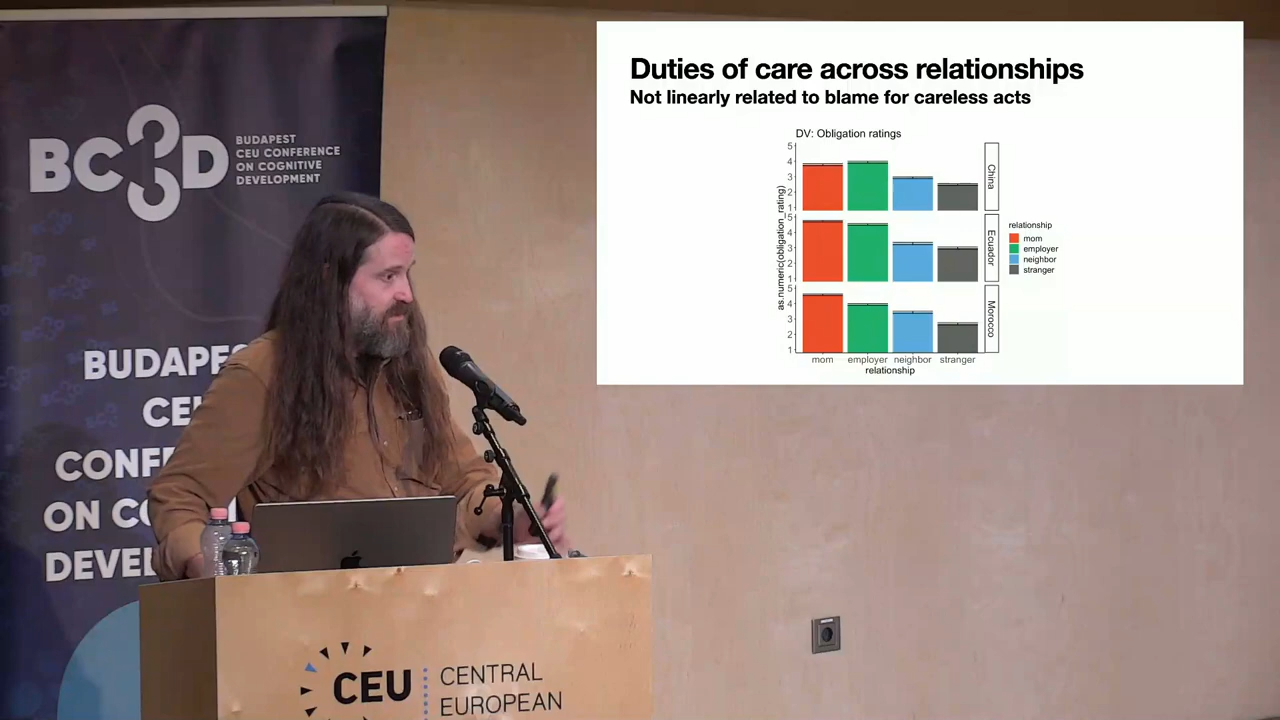 BC3D
BUDAPEST
CEU CONFERENCE
ON COGNITIVE
DEVELOPMENT
BUDAPES
CE
CONF
ON CO
DEVEL
Duties of care across relationships
Not linearly related to blame for careless acts
DV: Obligation ratings
as.numeric(obligation_rating)
5
4
3
2
1
China
5
4
3
2
1
Ecuador
4
3
2
1
Morocco
mom employer neighbor stranger
relationship
relationship
mom
employer
neighbor
stranger
CEU
CENTRAL
EUROPEAN